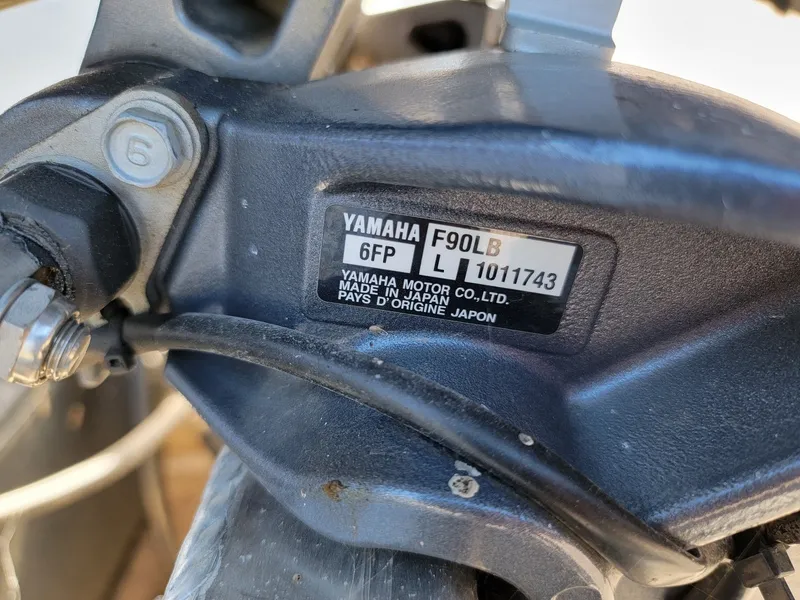 6
YAMAHA F90LB
6FP L 1011743
YAMAHA MOTOR CO.,LTD.
MADE IN JAPAN
PAYS D'ORIGINE JAPON